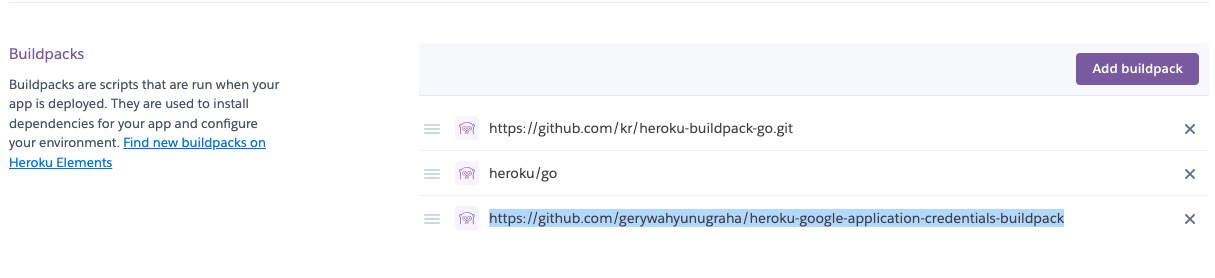 Buildpacks
Buildpacks are scripts that are run when your
app is deployed. They are used to install
dependencies for your app and configure
your environment. Find new buildpacks on
Heroku Elements
Add buildpack
https://github.com/kr/heroku-buildpack-go.git
heroku/go
https://github.com/gerywahyunugraha/heroku-google-application-credentials-buildpack